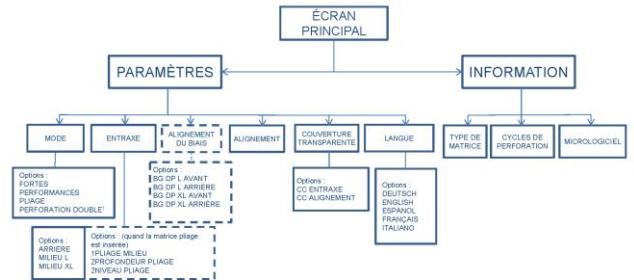 ÉCRAN
PRINCIPAL
PARAMÈTRES
INFORMATION
MODE
ENTRAXE
ALIGNEMENT
DU BIAIS
ALIGNEMENT
COUVERTURE
TRANSPARENTE
LANGUE
TYPE DE
MATRICE
CYCLES DE
PERFORATION
MICROLOGICIEL
Options :
FORTES
PERFORMANCES
PLIAGE
PERFORATION DOUBLE¹
Options :
BG DP L AVANT
BG DP L ARRIÈRE
BG DP XL AVANT
BG DP XL ARRIÈRE
Options :
CC ENTRAXE
CC ALIGNEMENT
Options :
DEUTSCH
ENGLISH
ESPANOL
FRANÇAIS
ITALIANO
Options :
ARRIÈRE
MILIEU L
MILIEU XL
Options : (quand la matrice pliage
est insérée)
1PLIAGE MILIEU
2PROFONDEUR PLIAGE
2NIVEAU PLIAGE